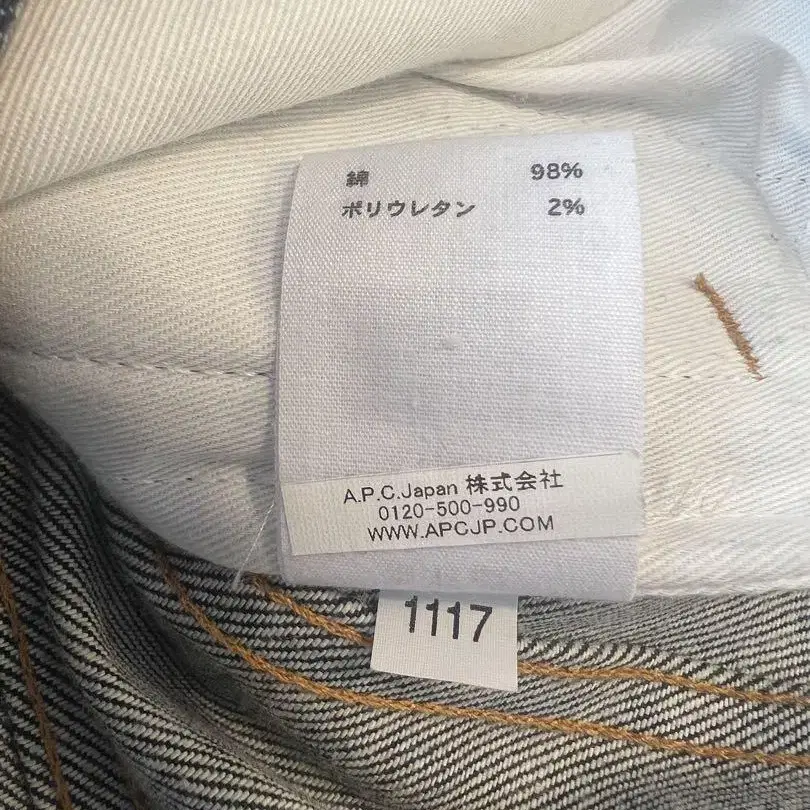 綿 98%
ポリウレタン 2%
A.P.C.Japan 株式会社
0120-500-990
WWW.APCJP.COM
1117